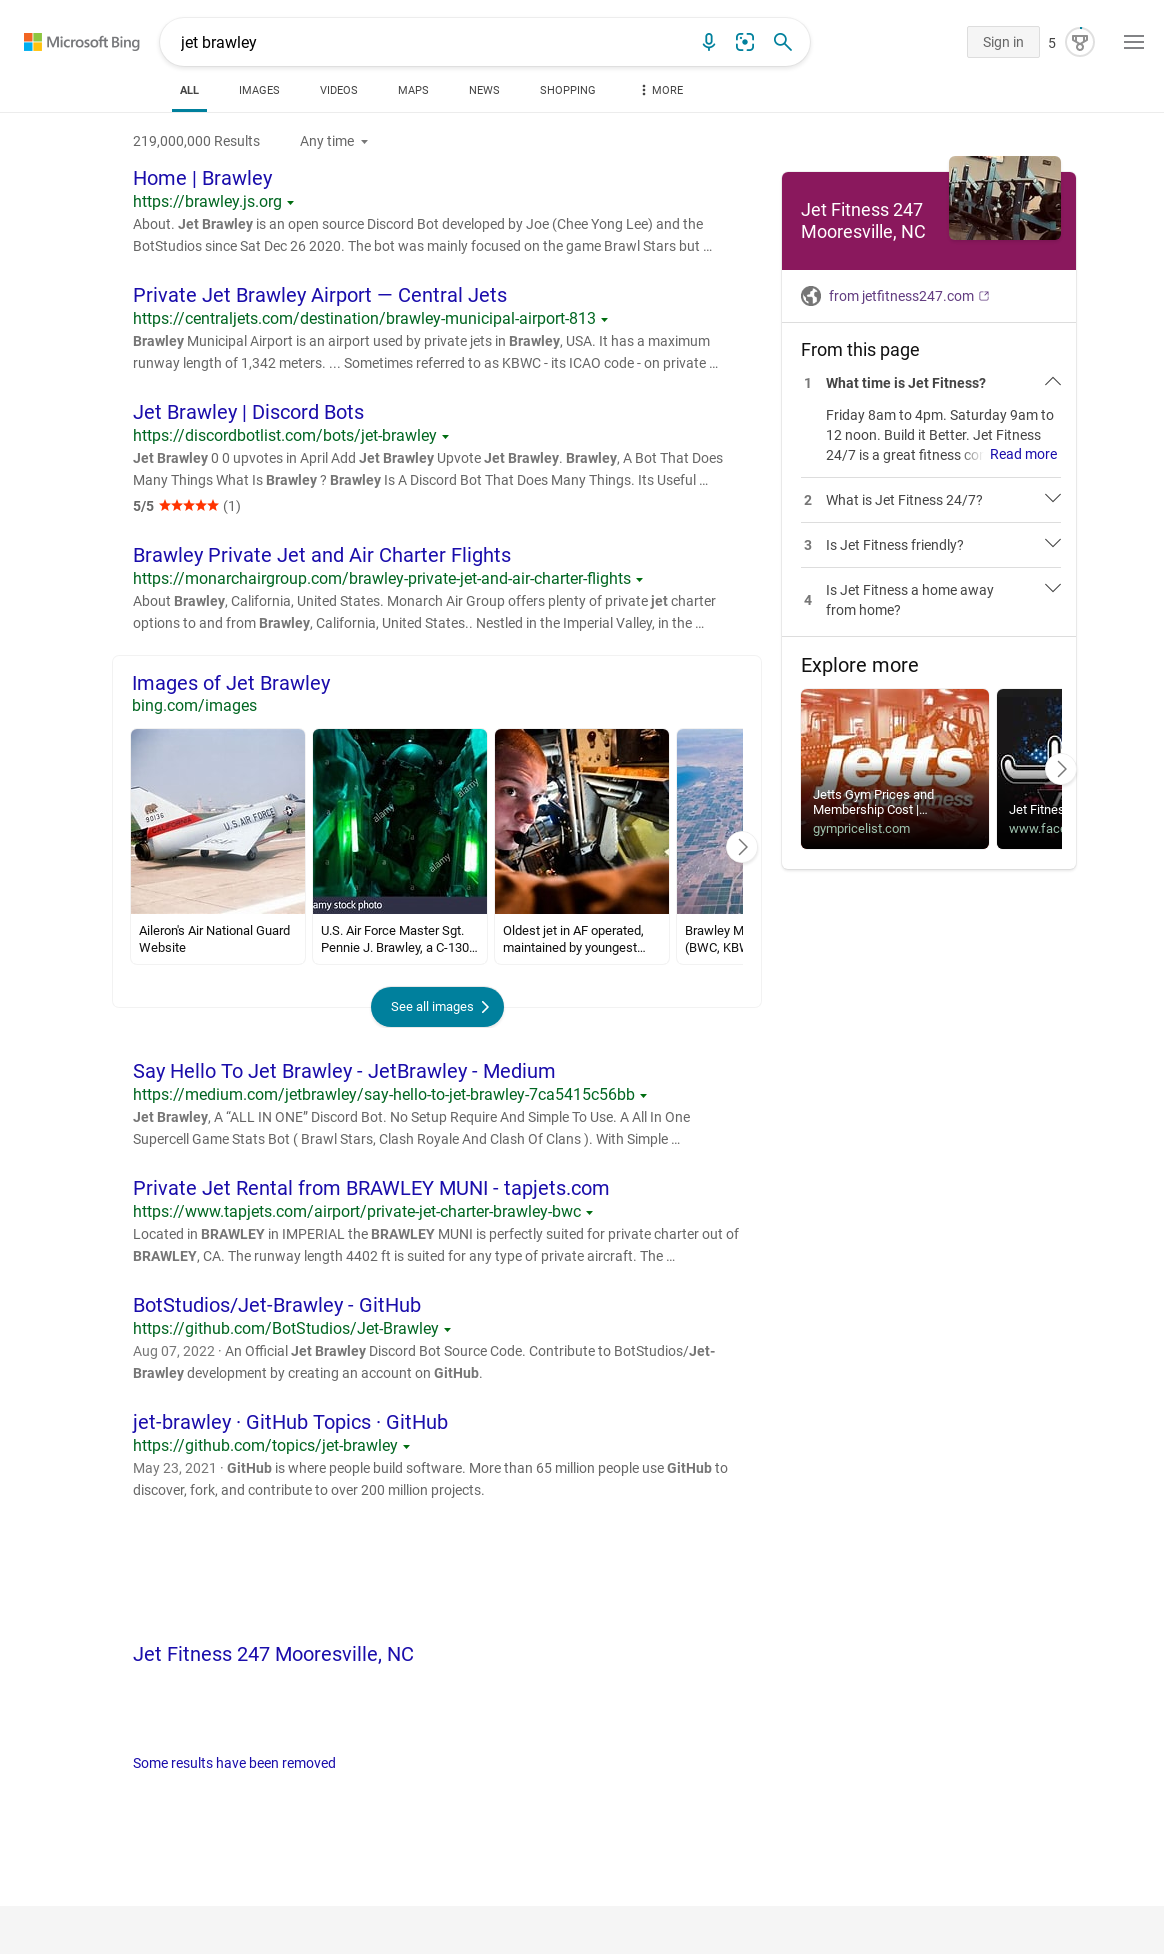 Microsoft Bing
jet brawley
Sign in
5
ALL
IMAGES
VIDEOS
MAPS
NEWS
SHOPPING
MORE
219,000,000 Results
Any time
Home | Brawley
https://brawley.js.org
About. Jet Brawley is an open source Discord Bot developed by Joe (Chee Yong Lee) and the
BotStudios since Sat Dec 26 2020. The bot was mainly focused on the game Brawl Stars but …
Private Jet Brawley Airport — Central Jets
https://centraljets.com/destination/brawley-municipal-airport-813
Brawley Municipal Airport is an airport used by private jets in Brawley, USA. It has a maximum
runway length of 1,342 meters. ... Sometimes referred to as KBWC - its ICAO code - on private …
Jet Brawley | Discord Bots
https://discordbotlist.com/bots/jet-brawley
Jet Brawley 0 0 upvotes in April Add Jet Brawley Upvote Jet Brawley. Brawley, A Bot That Does
Many Things What Is Brawley ? Brawley Is A Discord Bot That Does Many Things. Its Useful …
5/5 ★★★★★ (1)
Brawley Private Jet and Air Charter Flights
https://monarchairgroup.com/brawley-private-jet-and-air-charter-flights
About Brawley, California, United States. Monarch Air Group offers plenty of private jet charter
options to and from Brawley, California, United States.. Nestled in the Imperial Valley, in the …
Images of Jet Brawley
bing.com/images
90136
CALIFORNIA
U.S. AIR FORCE
alamy
alamy
alamy
amy stock photo
Aileron's Air National Guard
Website
U.S. Air Force Master Sgt.
Pennie J. Brawley, a C-130…
Oldest jet in AF operated,
maintained by youngest…
Brawley M
(BWC, KBW
See all images
Say Hello To Jet Brawley - JetBrawley - Medium
https://medium.com/jetbrawley/say-hello-to-jet-brawley-7ca5415c56bb
Jet Brawley, A “ALL IN ONE” Discord Bot. No Setup Require And Simple To Use. A All In One
Supercell Game Stats Bot ( Brawl Stars, Clash Royale And Clash Of Clans ). With Simple …
Private Jet Rental from BRAWLEY MUNI - tapjets.com
https://www.tapjets.com/airport/private-jet-charter-brawley-bwc
Located in BRAWLEY in IMPERIAL the BRAWLEY MUNI is perfectly suited for private charter out of
BRAWLEY, CA. The runway length 4402 ft is suited for any type of private aircraft. The …
BotStudios/Jet-Brawley - GitHub
https://github.com/BotStudios/Jet-Brawley
Aug 07, 2022 · An Official Jet Brawley Discord Bot Source Code. Contribute to BotStudios/Jet-
Brawley development by creating an account on GitHub.
jet-brawley · GitHub Topics · GitHub
https://github.com/topics/jet-brawley
May 23, 2021 · GitHub is where people build software. More than 65 million people use GitHub to
discover, fork, and contribute to over 200 million projects.
Jet Fitness 247 Mooresville, NC
Some results have been removed
Jet Fitness 247
Mooresville, NC
from jetfitness247.com
From this page
1 What time is Jet Fitness?
Friday 8am to 4pm. Saturday 9am to
12 noon. Build it Better. Jet Fitness
24/7 is a great fitness co Read more
2 What is Jet Fitness 24/7?
3 Is Jet Fitness friendly?
4 Is Jet Fitness a home away
from home?
Explore more
jetts
fitness
Jetts Gym Prices and
Membership Cost |…
gympricelist.com
Jet Fitnes
www.face